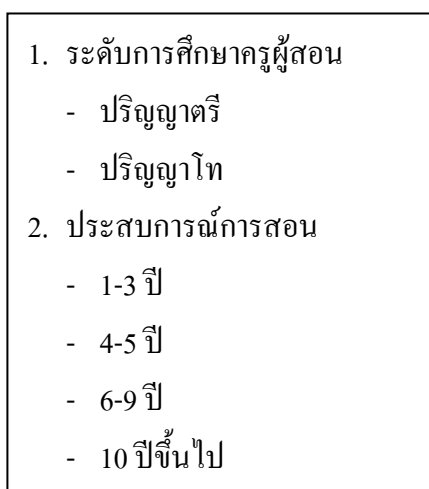 1. ระดับการศึกษาครูผู้สอน
- ปริญญาตรี
- ปริญญาโท
2. ประสบการณ์การสอน
- 1-3 ปี
- 4-5 ปี
- 6-9 ปี
- 10 ปีขึ้นไป